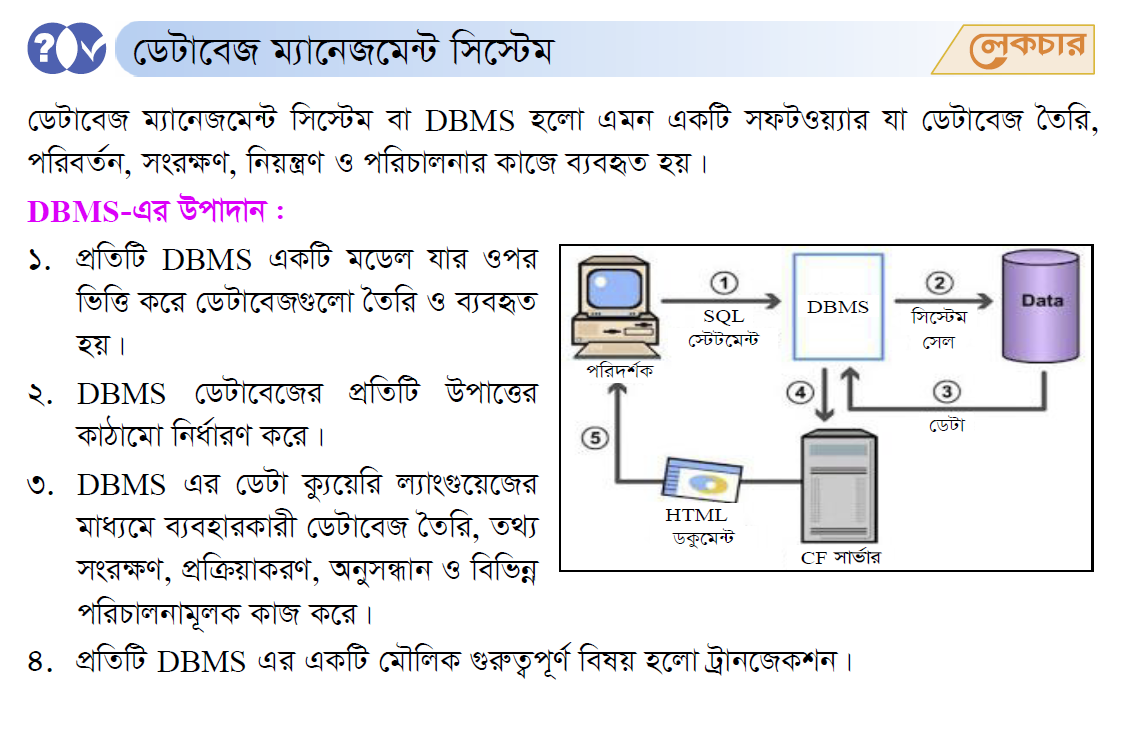 ডেটাবেজ ম্যানেজমেন্ট সিস্টেম
লেকচার
ডেটাবেজ ম্যানেজমেন্ট সিস্টেম বা DBMS হলো এমন একটি সফটওয়্যার যা ডেটাবেজ তৈরি,
পরিবর্তন, সংরক্ষণ, নিয়ন্ত্রণ ও পরিচালনার কাজে ব্যবহৃত হয়।
DBMS-এর উপাদান :
১. প্রতিটি DBMS একটি মডেল যার ওপর
ভিত্তি করে ডেটাবেজগুলো তৈরি ও ব্যবহৃত
হয়।
২. DBMS ডেটাবেজের প্রতিটি উপাত্তের
কাঠামো নির্ধারণ করে।
৩. DBMS এর ডেটা ক্যুয়েরি ল্যাংগুয়েজের
মাধ্যমে ব্যবহারকারী ডেটাবেজ তৈরি, তথ্য
সংরক্ষণ, প্রক্রিয়াকরণ, অনুসন্ধান ও বিভিন্ন
পরিচালনামূলক কাজ করে।
৪. প্রতিটি DBMS এর একটি মৌলিক গুরুত্বপূর্ণ বিষয় হলো ট্রানজেকশন।
1
SQL
স্টেটমেন্ট
DBMS
2
সিস্টেম
সেল
Data
পরিদর্শক
4
3
ডেটা
5
HTML
ডকুমেন্ট
CF সার্ভার